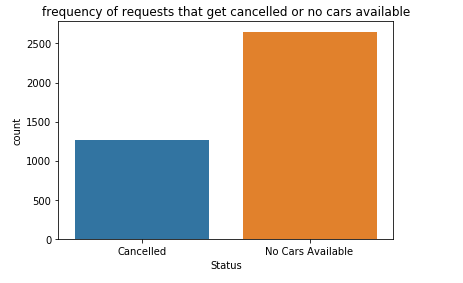 frequency of requests that get cancelled or no cars available
2500
2000
1500
1000
500
0
count
Cancelled
No Cars Available
Status